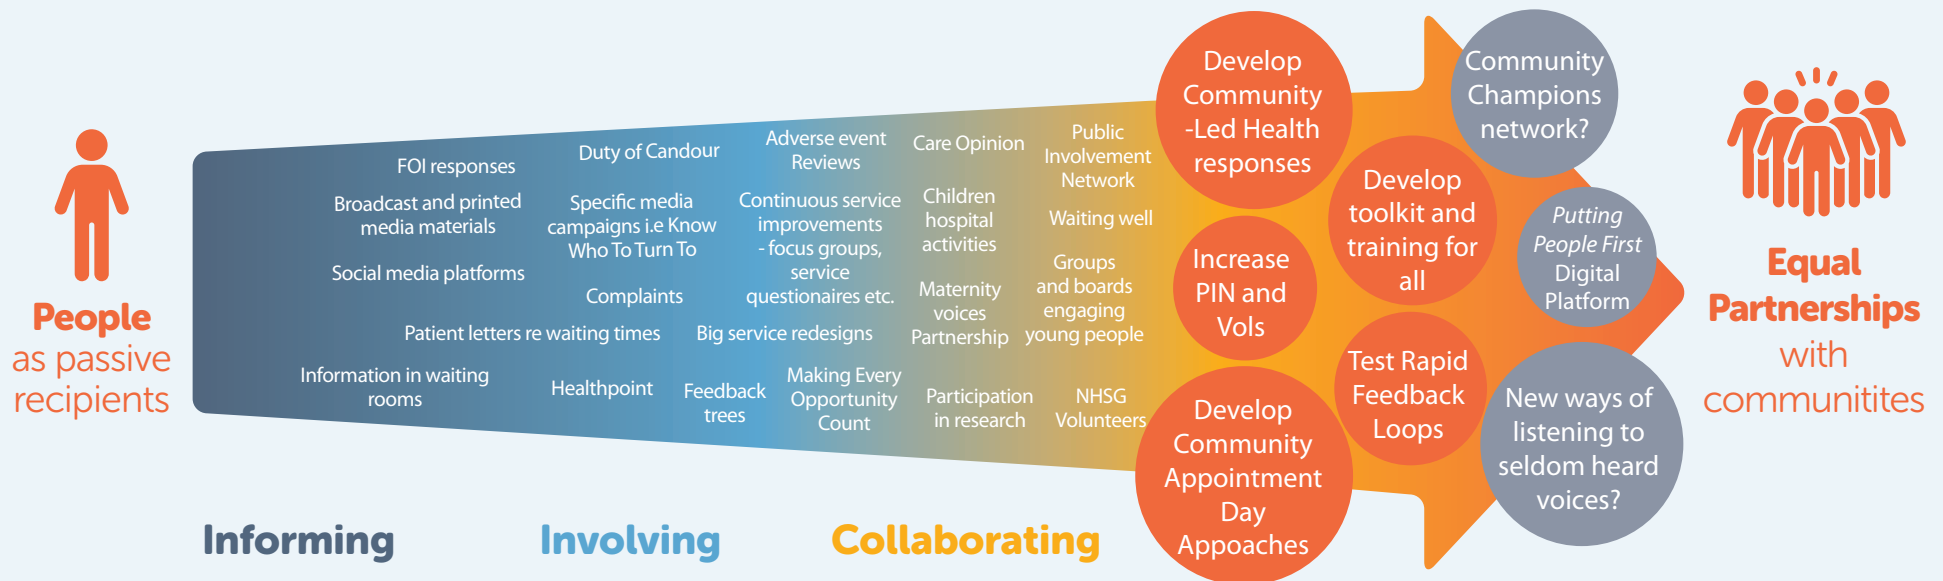 People
as passive
recipients
FOI responses
Broadcast and printed
media materials
Social media platforms
Patient letters re waiting times
Information in waiting
rooms
Duty of Candour
Specific media
campaigns i.e Know
Who To Turn To
Complaints
Healthpoint
Adverse event
Reviews
Continuous service
improvements
- focus groups,
service
questionaires etc.
Big service redesigns
Feedback
trees
Making Every
Opportunity
Count
Care Opinion
Children
hospital
activities
Maternity
voices
Partnership
Participation
in research
Public
Involvement
Network
Waiting well
Groups
and boards
engaging
young people
NHSG
Volunteers
Develop
Community
-Led Health
responses
Increase
PIN and
Vols
Develop
Community
Appointment
Day
Appoaches
Develop
toolkit and
training for
all
Test Rapid
Feedback
Loops
Community
Champions
network?
Putting
People First
Digital
Platform
New ways of
listening to
seldom heard
voices?
Equal
Partnerships
with
communitites
Informing
Involving
Collaborating